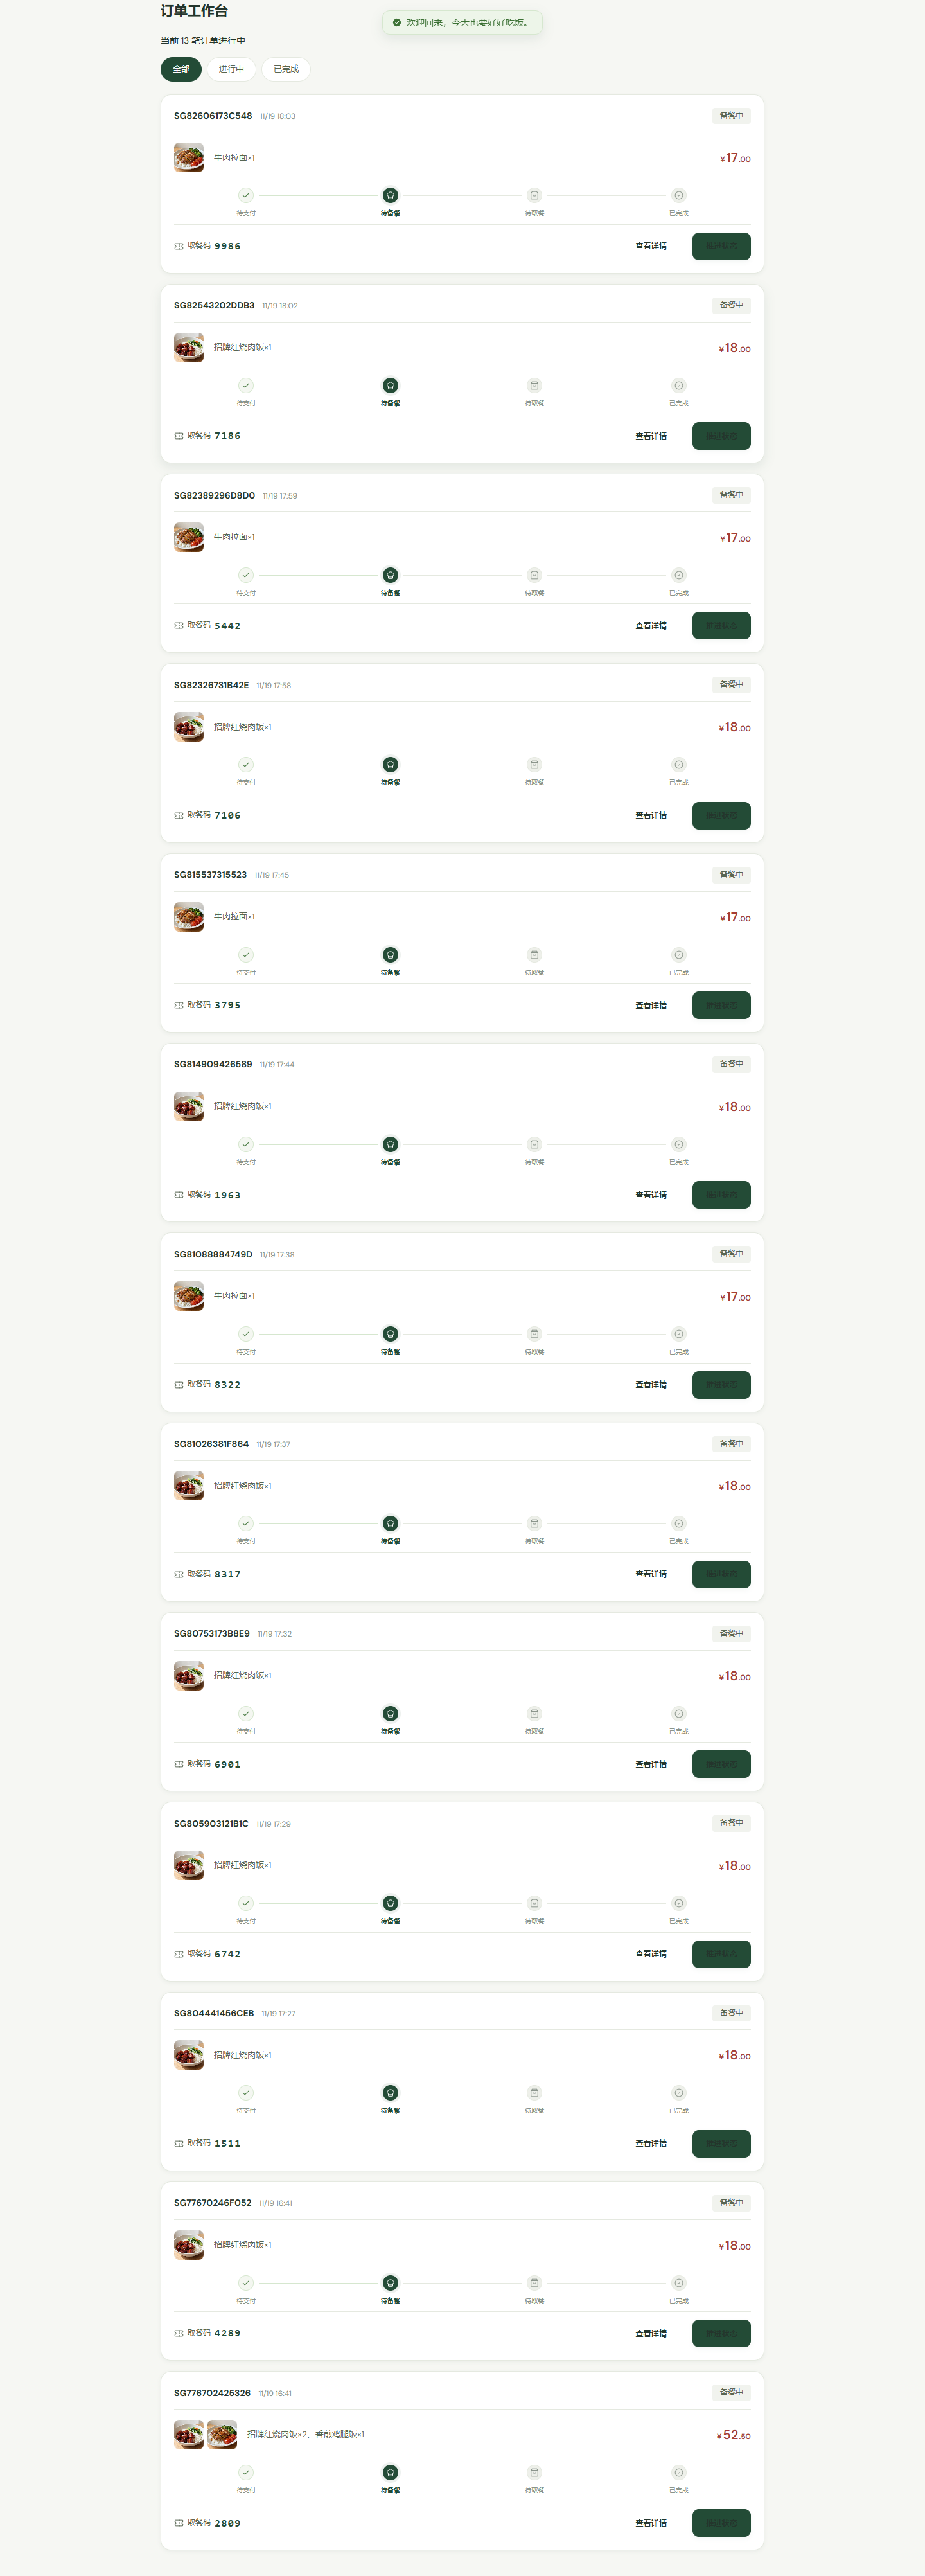 订单工作台
欢迎回来，今天也要好好吃饭。
当前 13 笔订单进行中
全部 进行中 已完成
SG82606173C548 11/19 18:03 备餐中
牛肉拉面×1 ¥17.00
待支付 待备餐 待取餐 已完成
取餐码 9986 查看详情
SG82543202DDB3 11/19 18:02 备餐中
招牌红烧肉饭×1 ¥18.00
待支付 待备餐 待取餐 已完成
取餐码 7186 查看详情
SG82389296D8D0 11/19 17:59 备餐中
牛肉拉面×1 ¥17.00
待支付 待备餐 待取餐 已完成
取餐码 5442 查看详情
SG82326731B42E 11/19 17:58 备餐中
招牌红烧肉饭×1 ¥18.00
待支付 待备餐 待取餐 已完成
取餐码 7106 查看详情
SG815537315523 11/19 17:45 备餐中
牛肉拉面×1 ¥17.00
待支付 待备餐 待取餐 已完成
取餐码 3795 查看详情
SG814909426589 11/19 17:44 备餐中
招牌红烧肉饭×1 ¥18.00
待支付 待备餐 待取餐 已完成
取餐码 1963 查看详情
SG81088884749D 11/19 17:38 备餐中
牛肉拉面×1 ¥17.00
待支付 待备餐 待取餐 已完成
取餐码 8322 查看详情
SG81026381F864 11/19 17:37 备餐中
招牌红烧肉饭×1 ¥18.00
待支付 待备餐 待取餐 已完成
取餐码 8317 查看详情
SG80753173B8E9 11/19 17:32 备餐中
招牌红烧肉饭×1 ¥18.00
待支付 待备餐 待取餐 已完成
取餐码 6901 查看详情
SG805903121B1C 11/19 17:29 备餐中
招牌红烧肉饭×1 ¥18.00
待支付 待备餐 待取餐 已完成
取餐码 6742 查看详情
SG804441456CEB 11/19 17:27 备餐中
招牌红烧肉饭×1 ¥18.00
待支付 待备餐 待取餐 已完成
取餐码 1511 查看详情
SG77670246F052 11/19 16:41 备餐中
招牌红烧肉饭×1 ¥18.00
待支付 待备餐 待取餐 已完成
取餐码 4289 查看详情
SG776702425326 11/19 16:41 备餐中
招牌红烧肉饭×2、香煎鸡腿饭×1 ¥52.50
待支付 待备餐 待取餐 已完成
取餐码 2809 查看详情